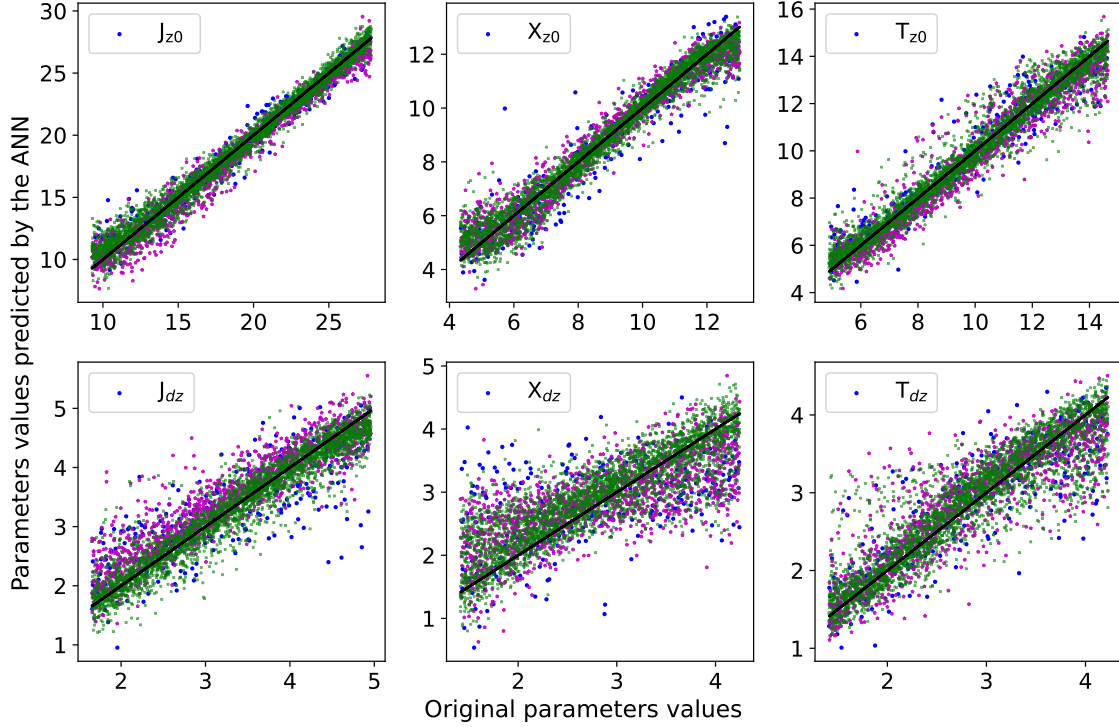 Parameters values predicted by the ANN
30
25
20
15
10
10 15 20 25
J_z0
12
10
8
6
4
4 6 8 10 12
X_z0
16
14
12
10
8
6
4
6 8 10 12 14
T_z0
5
4
3
2
1
2 3 4 5
J_dz
5
4
3
2
1
2 3 4
X_dz
4
3
2
1
2 3 4
T_dz
Original parameters values